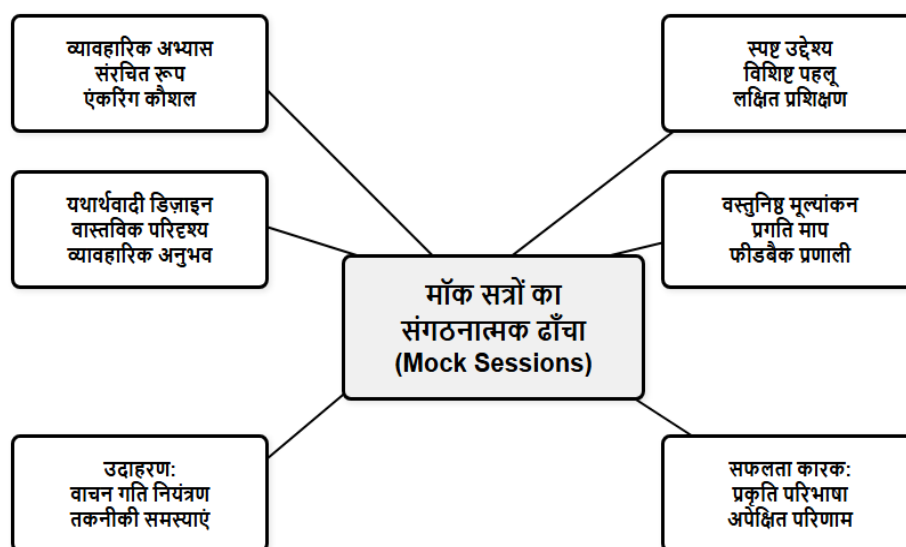 व्यावहारिक अभ्यास
संरचित रूप
एंकरिंग कौशल
स्पष्ट उद्देश्य
विशिष्ट पहलू
लक्षित प्रशिक्षण
यथार्थवादी डिज़ाइन
वास्तविक परिदृश्य
व्यावहारिक अनुभव
वस्तुनिष्ठ मूल्यांकन
प्रगति माप
फीडबैक प्रणाली
मॉक सत्रों का
संगठनात्मक ढाँचा
(Mock Sessions)
उदाहरण:
वाचन गति नियंत्रण
तकनीकी समस्याएं
सफलता कारक:
प्रकृति परिभाषा
अपेक्षित परिणाम